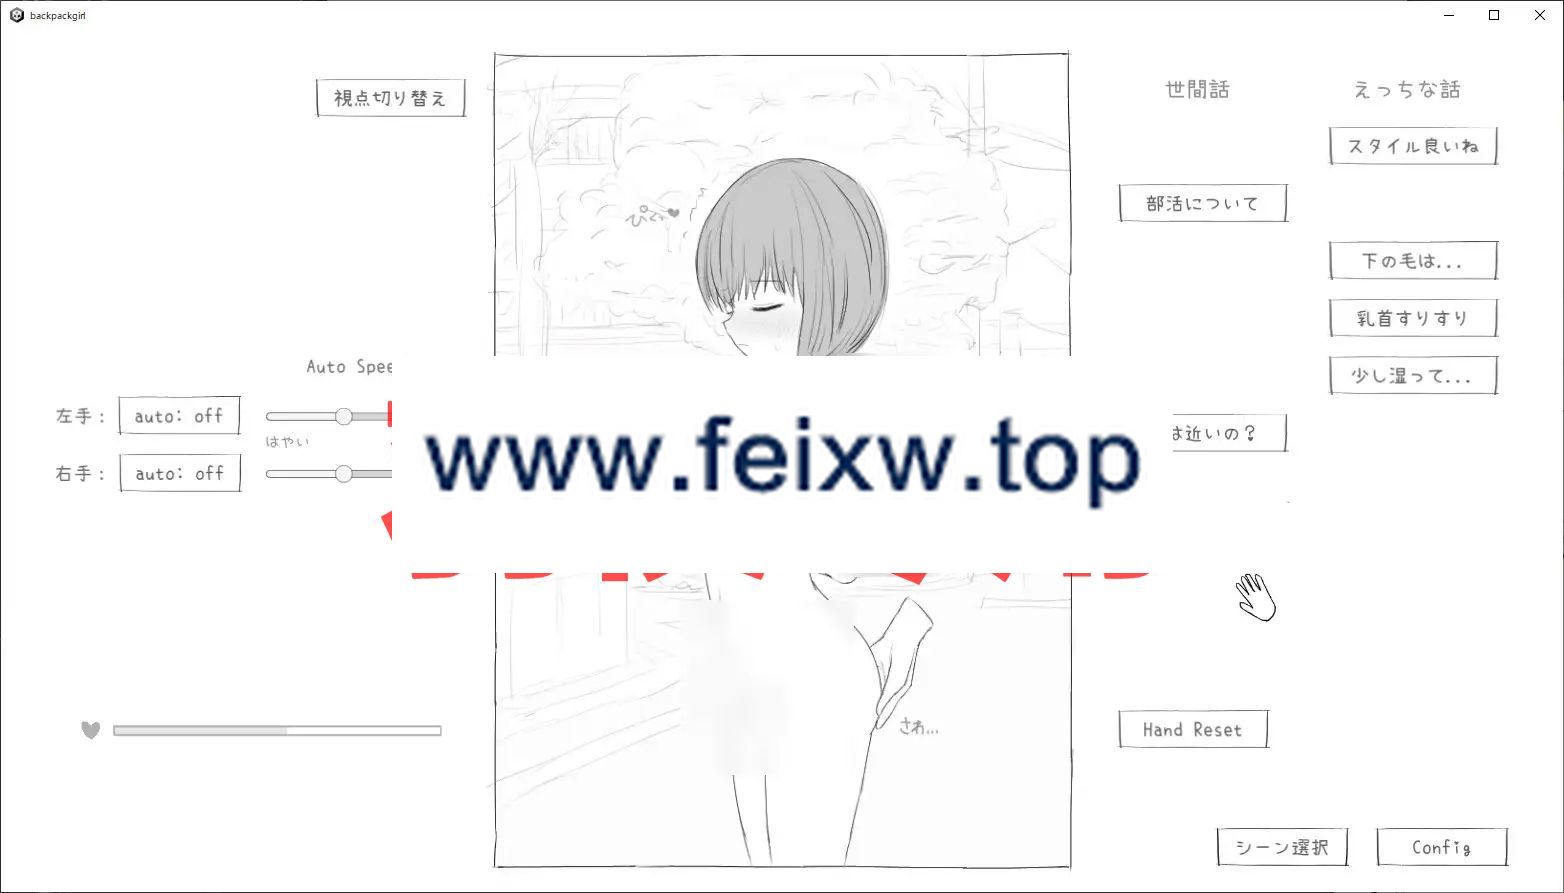 backpackgirl
視点切り替え
世間話
えっちな話
スタイル良いね
部活について
ぴくっ
下の毛は...
乳首すりすり
Auto Spee
少し湿って...
左手：
auto: off
は近いの？
はやい
www.feixw.top
右手：
auto: off
さわ...
Hand Reset
シーン選択
Config